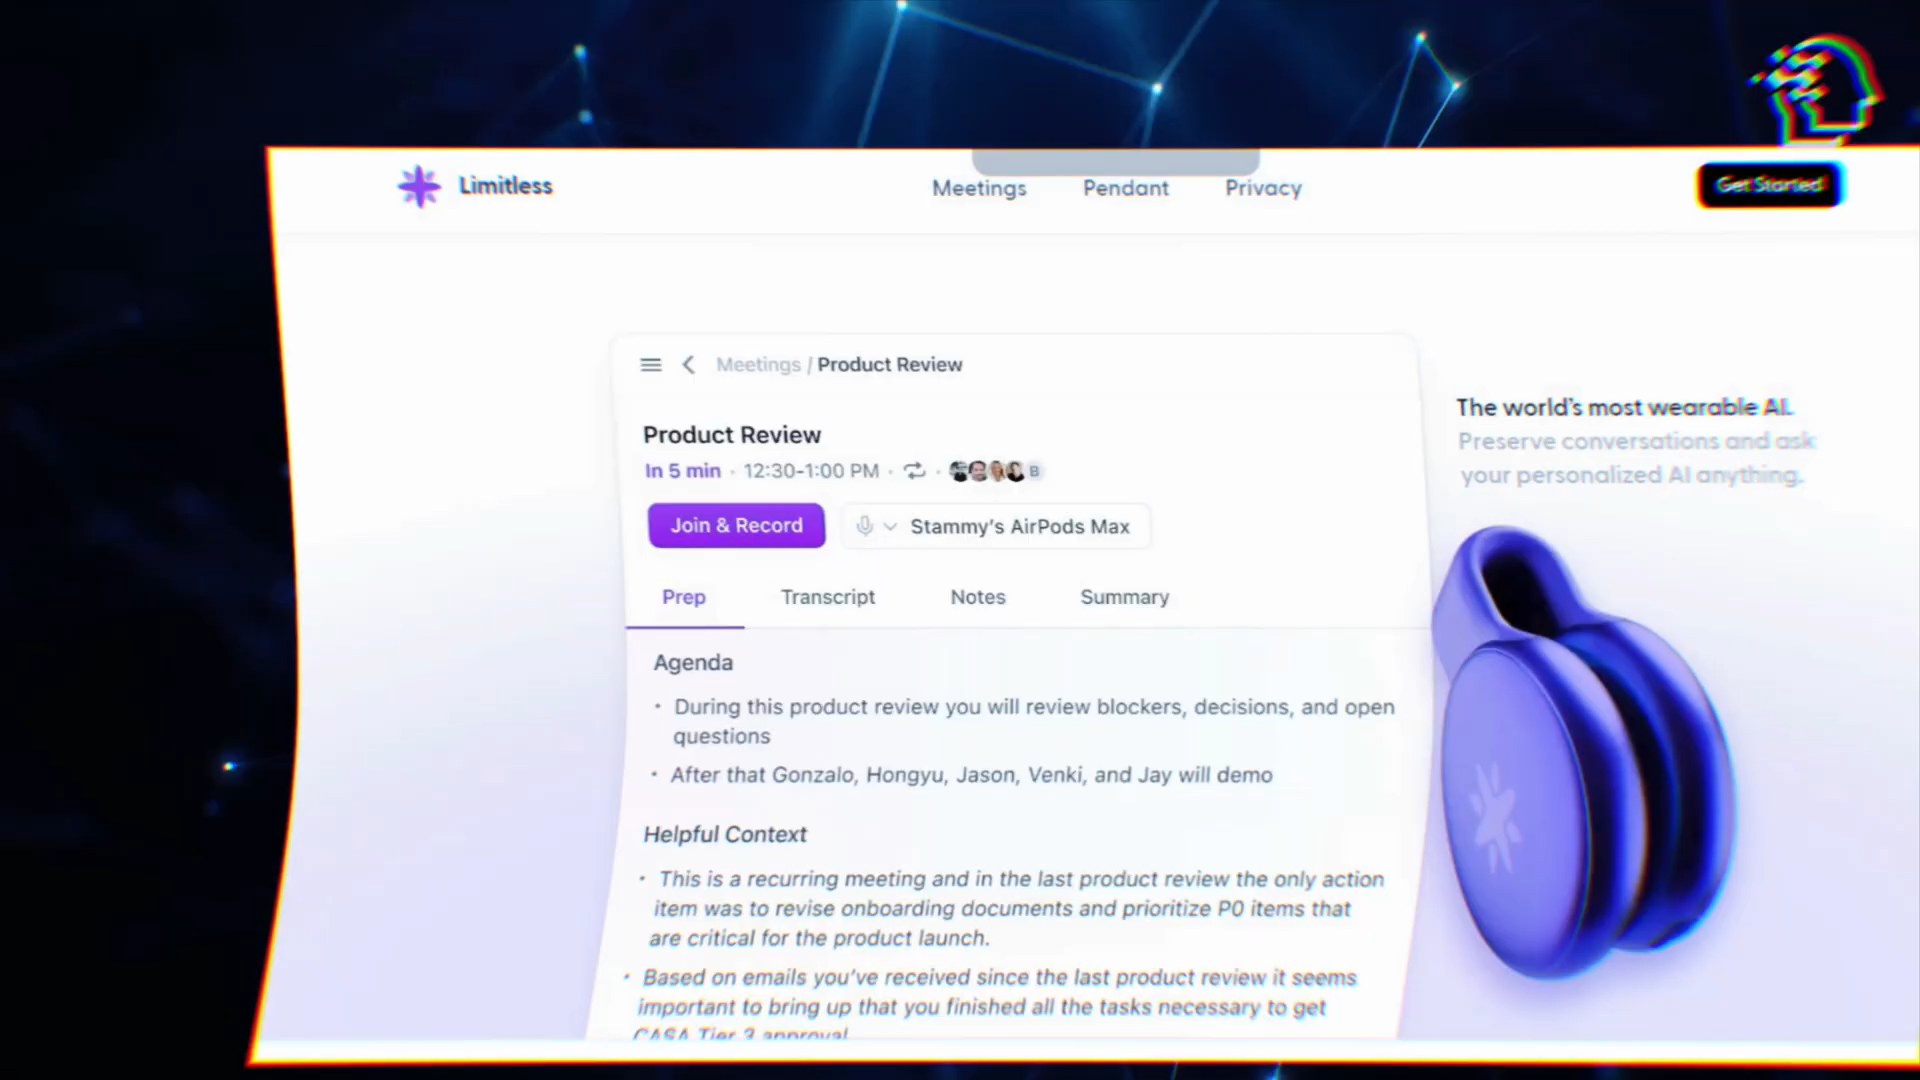 Limitless
Meetings
Pendant
Privacy
Get Started
Meetings / Product Review
Product Review
In 5 min · 12:30-1:00 PM ·
B
Join & Record
Stammy's AirPods Max
Prep
Transcript
Notes
Summary
Agenda
• During this product review you will review blockers, decisions, and open
questions
• After that Gonzalo, Hongyu, Jason, Venki, and Jay will demo
Helpful Context
• This is a recurring meeting and in the last product review the only action
item was to revise onboarding documents and prioritize P0 items that
are critical for the product launch.
• Based on emails you've received since the last product review it seems
important to bring up that you finished all the tasks necessary to get
CASA Tier 3 approval
The world's most wearable AI.
Preserve conversations and ask
your personalized AI anything.